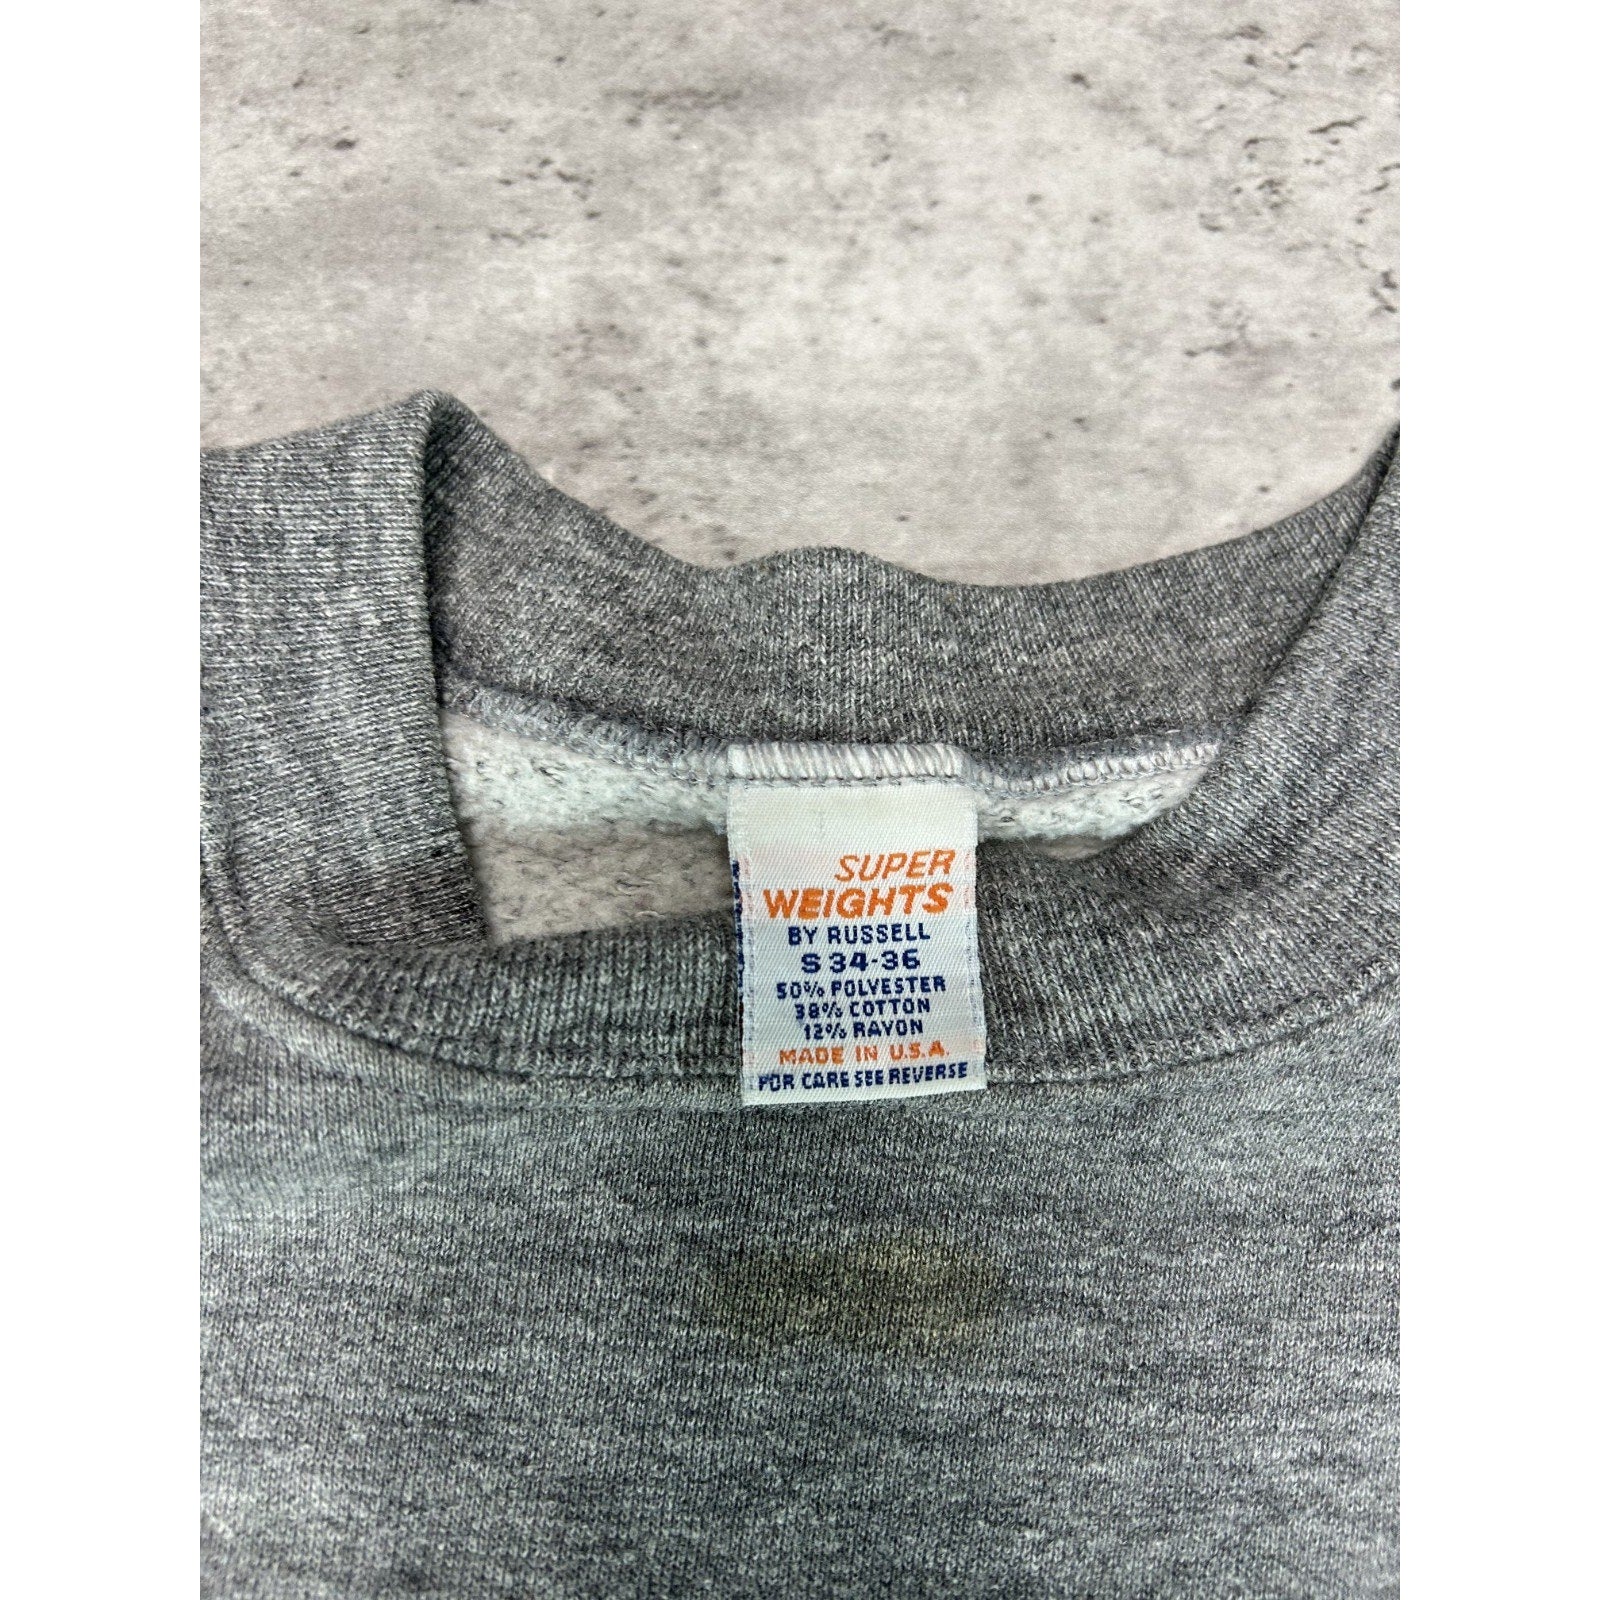 SUPER
WEIGHTS
BY RUSSELL
S 34-36
50% POLYESTER
38% COTTON
12% RAYON
MADE IN U.S.A.
FOR CARE SEE REVERSE